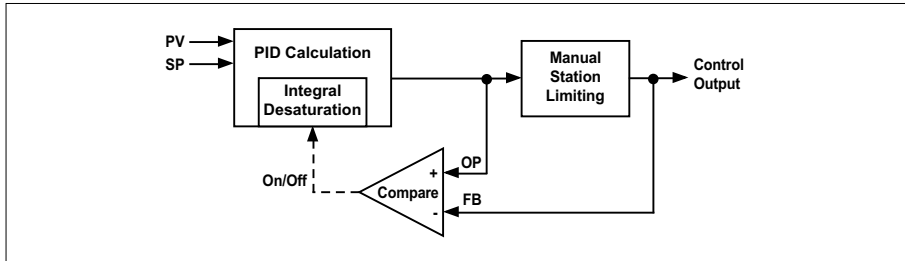 PV
SP
PID Calculation
Integral
Desaturation
Manual
Station
Limiting
Control
Output
On/Off
Compare
+
-
OP
FB